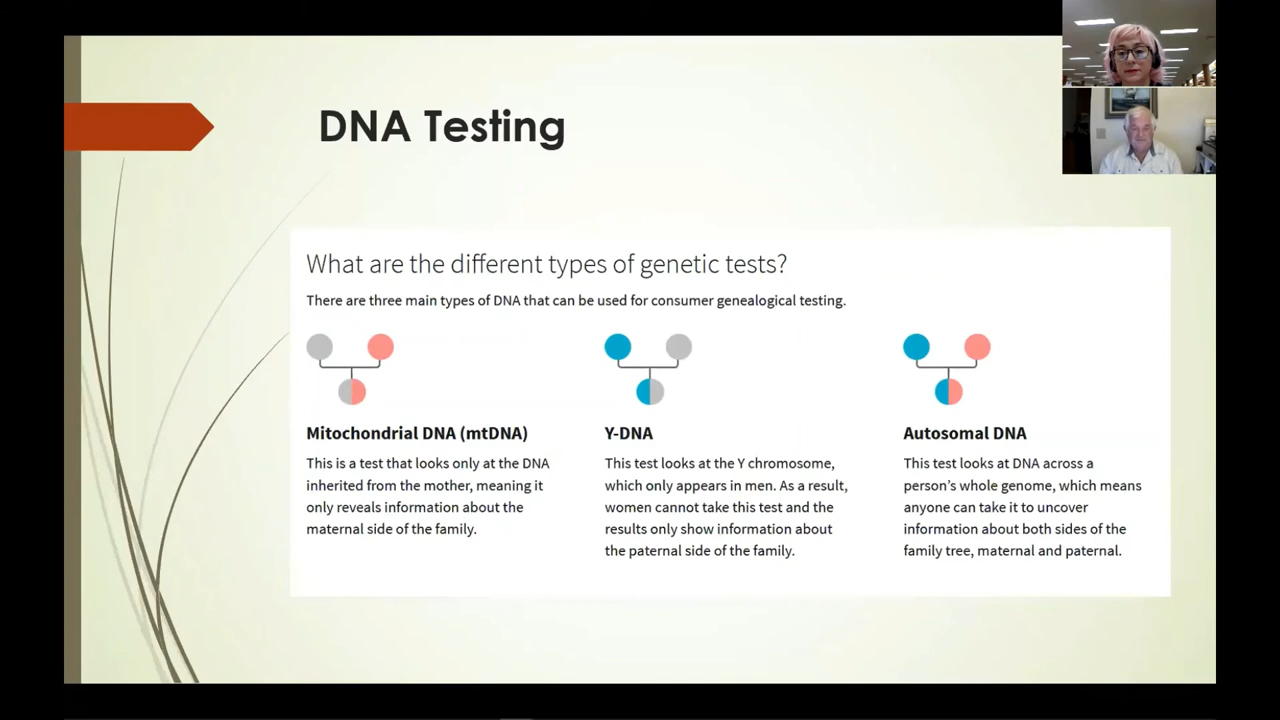 DNA Testing
What are the different types of genetic tests?
There are three main types of DNA that can be used for consumer genealogical testing.
Mitochondrial DNA (mtDNA)
This is a test that looks only at the DNA
inherited from the mother, meaning it
only reveals information about the
maternal side of the family.
Y-DNA
This test looks at the Y chromosome,
which only appears in men. As a result,
women cannot take this test and the
results only show information about
the paternal side of the family.
Autosomal DNA
This test looks at DNA across a
person's whole genome, which means
anyone can take it to uncover
information about both sides of the
family tree, maternal and paternal.